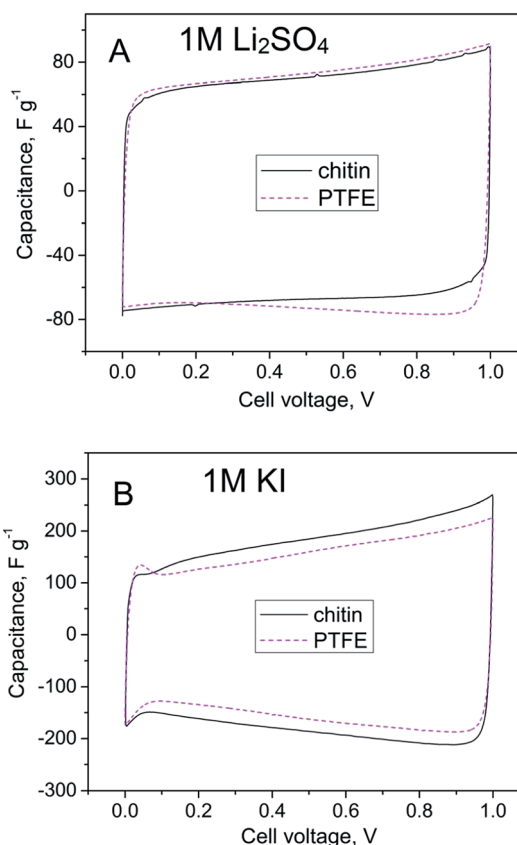 A
1M Li₂SO₄
80
40
0
-40
-80
Capacitance, F g⁻¹
chitin
PTFE
0.0 0.2 0.4 0.6 0.8 1.0
Cell voltage, V
B
1M KI
300
200
100
0
-100
-200
-300
Capacitance, F g⁻¹
chitin
PTFE
0.0 0.2 0.4 0.6 0.8 1.0
Cell voltage, V